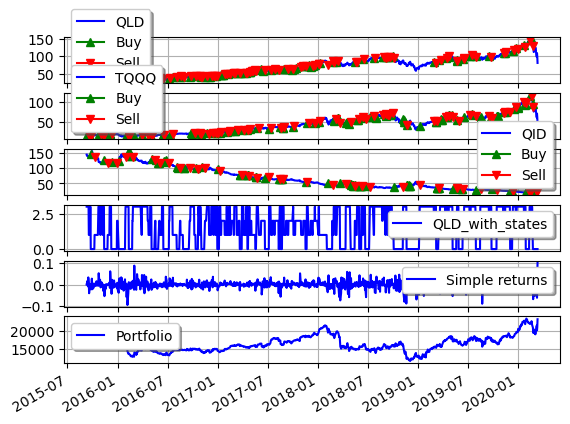 QLD
Buy
Sell
150
100
50
TQQQ
Buy
Sell
100
50
QID
Buy
Sell
150
100
50
QLD_with_states
2.5
0.0
Simple returns
0.1
0.0
−0.1
Portfolio
20000
15000
2015-07
2016-01
2016-07
2017-01
2017-07
2018-01
2018-07
2019-01
2019-07
2020-01